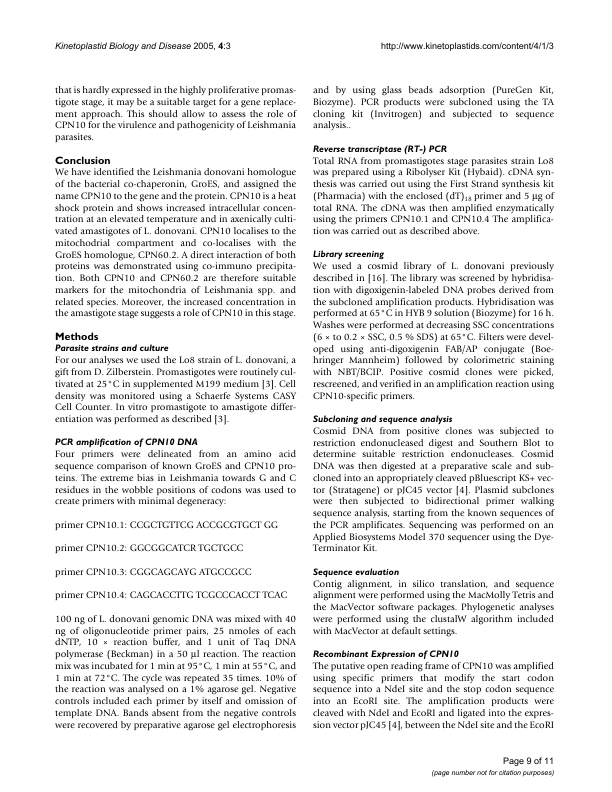 Kinetoplastid Biology and Disease 2005, 4:3
http://www.kinetoplastids.com/content/4/1/3
that is hardly expressed in the highly proliferative promas-
tigote stage, it may be a suitable target for a gene replace-
ment approach. This should allow to assess the role of
CPN10 for the virulence and pathogenicity of Leishmania
parasites.
Conclusion
We have identified the Leishmania donovani homologue
of the bacterial co-chaperonin, GroES, and assigned the
name CPN10 to the gene and the protein. CPN10 is a heat
shock protein and shows increased intracellular concen-
tration at an elevated temperature and in axenically culti-
vated amastigotes of L. donovani. CPN10 localises to the
mitochodrial compartment and co-localises with the
GroES homologue, CPN60.2. A direct interaction of both
proteins was demonstrated using co-immuno precipita-
tion. Both CPN10 and CPN60.2 are therefore suitable
markers for the mitochondria of Leishmania spp. and
related species. Moreover, the increased concentration in
the amastigote stage suggests a role of CPN10 in this stage.
Methods
Parasite strains and culture
For our analyses we used the Lo8 strain of L. donovani, a
gift from D. Zilberstein. Promastigotes were routinely cul-
tivated at 25°C in supplemented M199 medium [3]. Cell
density was monitored using a Schaerfe Systems CASY
Cell Counter. In vitro promastigote to amastigote differ-
entiation was performed as described [3].
PCR amplification of CPN10 DNA
Four primers were delineated from an amino acid
sequence comparison of known GroES and CPN10 pro-
teins. The extreme bias in Leishmania towards G and C
residues in the wobble positions of codons was used to
create primers with minimal degeneracy:
primer CPN10.1: CCGCTGTTCG ACCGCGTGCT GG
primer CPN10.2: GGCGGCATCR TGCTGCC
primer CPN10.3: CGGCAGCAYG ATGCCGCC
primer CPN10.4: CAGCACCTTG TCGCCCACCT TCAC
100 ng of L. donovani genomic DNA was mixed with 40
ng of oligonucleotide primer pairs, 25 nmoles of each
dNTP, 10 × reaction buffer, and 1 unit of Taq DNA
polymerase (Beckman) in a 50 μl reaction. The reaction
mix was incubated for 1 min at 95°C, 1 min at 55°C, and
1 min at 72°C. The cycle was repeated 35 times. 10% of
the reaction was analysed on a 1% agarose gel. Negative
controls included each primer by itself and omission of
template DNA. Bands absent from the negative controls
were recovered by preparative agarose gel electrophoresis
and by using glass beads adsorption (PureGen Kit,
Biozyme). PCR products were subcloned using the TA
cloning kit (Invitrogen) and subjected to sequence
analysis..
Reverse transcriptase (RT-) PCR
Total RNA from promastigotes stage parasites strain Lo8
was prepared using a Ribolyser Kit (Hybaid). cDNA syn-
thesis was carried out using the First Strand synthesis kit
(Pharmacia) with the enclosed (dT)18 primer and 5 μg of
total RNA. The cDNA was then amplified enzymatically
using the primers CPN10.1 and CPN10.4 The amplifica-
tion was carried out as described above.
Library screening
We used a cosmid library of L. donovani previously
described in [16]. The library was screened by hybridisa-
tion with digoxigenin-labeled DNA probes derived from
the subcloned amplification products. Hybridisation was
performed at 65°C in HYB 9 solution (Biozyme) for 16 h.
Washes were performed at decreasing SSC concentrations
(6 × to 0.2 × SSC, 0.5 % SDS) at 65°C. Filters were devel-
oped using anti-digoxigenin FAB/AP conjugate (Boe-
hringer Mannheim) followed by colorimetric staining
with NBT/BCIP. Positive cosmid clones were picked,
rescreened, and verified in an amplification reaction using
CPN10-specific primers.
Subcloning and sequence analysis
Cosmid DNA from positive clones was subjected to
restriction endonucleased digest and Southern Blot to
determine suitable restriction endonucleases. Cosmid
DNA was then digested at a preparative scale and sub-
cloned into an appropriately cleaved pBluescript KS+ vec-
tor (Stratagene) or pJC45 vector [4]. Plasmid subclones
were then subjected to bidirectional primer walking
sequence analysis, starting from the known sequences of
the PCR amplificates. Sequencing was performed on an
Applied Biosystems Model 370 sequencer using the Dye-
Terminator Kit.
Sequence evaluation
Contig alignment, in silico translation, and sequence
alignment were performed using the MacMolly Tetris and
the MacVector software packages. Phylogenetic analyses
were performed using the clustalW algorithm included
with MacVector at default settings.
Recombinant Expression of CPN10
The putative open reading frame of CPN10 was amplified
using specific primers that modify the start codon
sequence into a NdeI site and the stop codon sequence
into an EcoRI site. The amplification products were
cleaved with NdeI and EcoRI and ligated into the expres-
sion vector pJC45 [4], between the NdeI site and the EcoRI
Page 9 of 11
(page number not for citation purposes)